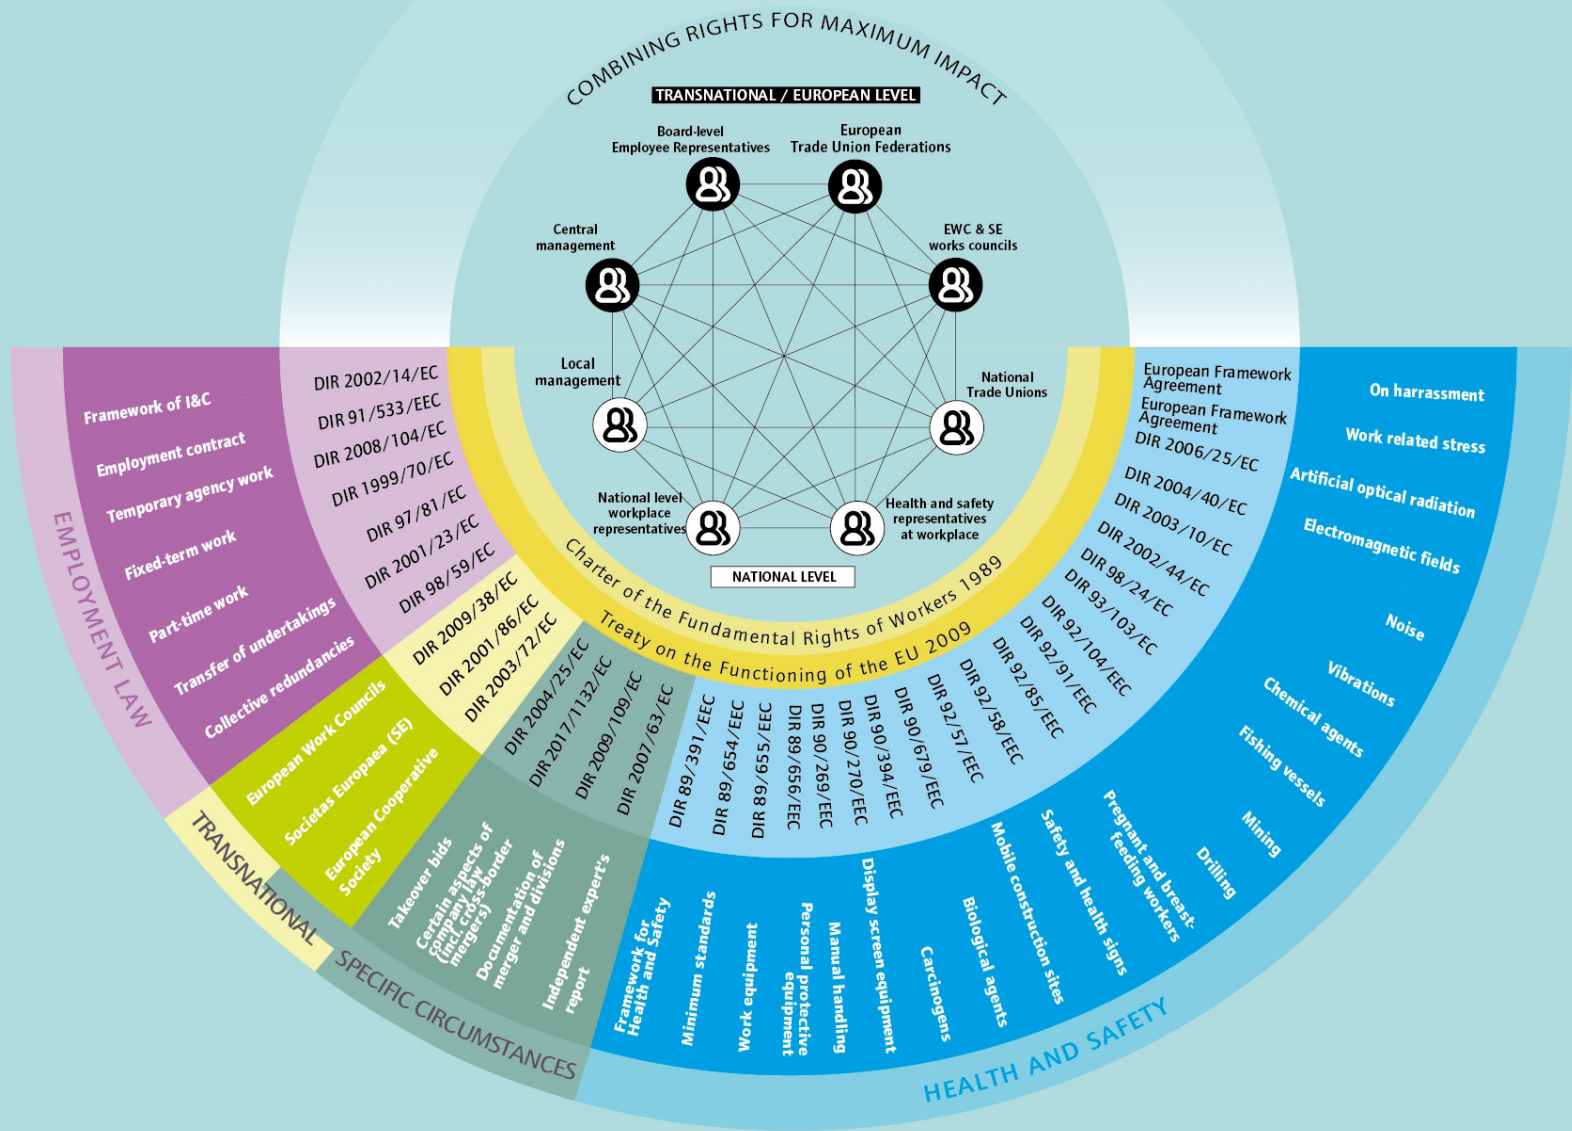 COMBINING RIGHTS FOR MAXIMUM IMPACT
TRANSNATIONAL / EUROPEAN LEVEL
Board-level
Employee Representatives
European
Trade Union Federations
Central
management
EWC & SE
works councils
Local
management
National
Trade Unions
National level
workplace
representatives
Health and safety
representatives
at workplace
NATIONAL LEVEL
Charter of the Fundamental Rights of Workers 1989
Treaty on the Functioning of the EU 2009
EMPLOYMENT LAW
Framework of I&C
DIR 2002/14/EC
Employment contract
DIR 91/533/EEC
Temporary agency work
DIR 2008/104/EC
Fixed-term work
DIR 1999/70/EC
Part-time work
DIR 97/81/EC
Transfer of undertakings
DIR 2001/23/EC
Collective redundancies
DIR 98/59/EC
TRANSNATIONAL
European Work Councils
DIR 2009/38/EC
Societas Europaea (SE)
DIR 2001/86/EC
European Cooperative
Society
DIR 2003/72/EC
SPECIFIC CIRCUMSTANCES
Takeover bids
DIR 2004/25/EC
Certain aspects of
company law
(incl. cross-border
mergers)
DIR 2017/1132/EC
Documentation of
merger and divisions
DIR 2009/109/EC
Independent expert's
report
DIR 2007/63/EC
HEALTH AND SAFETY
DIR 89/391/EEC
Framework for
Health and Safety
DIR 89/654/EEC
Minimum standards
DIR 89/655/EEC
Work equipment
DIR 89/656/EEC
Personal protective
equipment
DIR 90/269/EEC
Manual handling
DIR 90/270/EEC
Display screen equipment
DIR 90/394/EEC
Carcinogens
DIR 90/679/EEC
Biological agents
DIR 92/57/EEC
Mobile construction sites
DIR 92/58/EEC
Safety and health signs
DIR 92/85/EEC
Pregnant and breast-
feeding workers
DIR 92/91/EEC
Drilling
DIR 92/104/EEC
Mining
DIR 93/103/EC
Fishing vessels
DIR 98/24/EC
Chemical agents
DIR 2002/44/EC
Vibrations
DIR 2003/10/EC
Noise
DIR 2004/40/EC
Electromagnetic fields
DIR 2006/25/EC
Artificial optical radiation
European Framework
Agreement
Work related stress
European Framework
Agreement
On harrassment